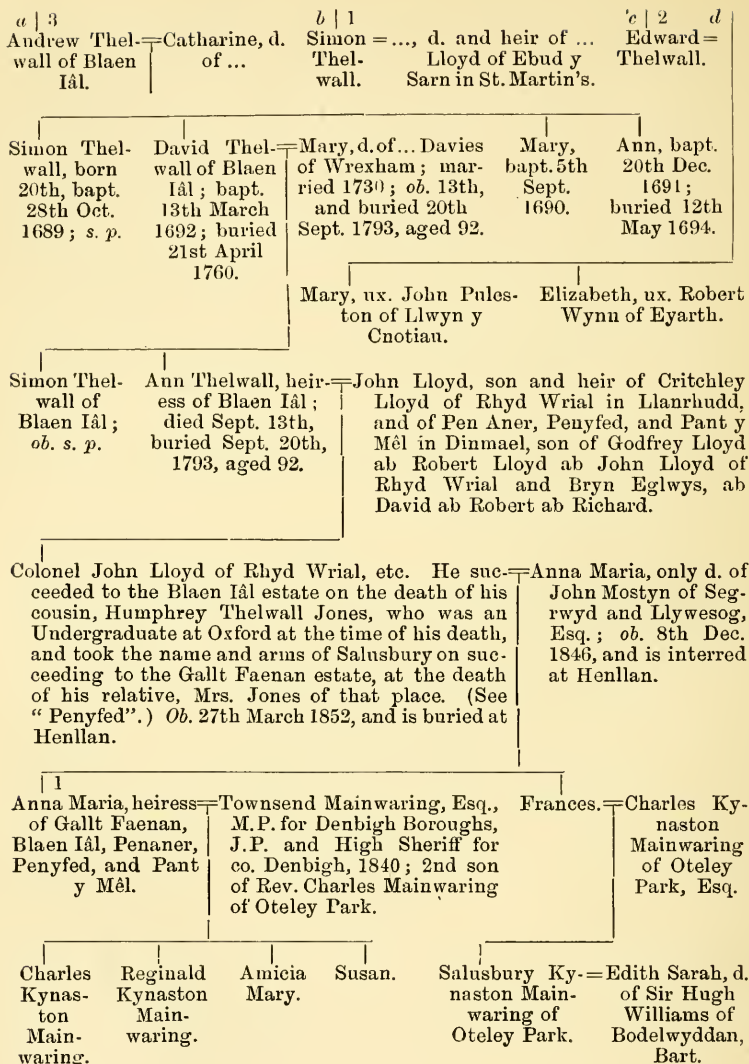 a | 3
Andrew Thel-
wall of Blaen
Iâl.
Catharine, d.
of ...
b | 1
Simon
Thel-
wall.
= ..., d. and heir of ...
Lloyd of Ebud y
Sarn in St. Martin's.
c | 2 d
Edward =
Thelwall.
Simon Thel-
wall, born
20th, bapt.
28th Oct.
1689; s. p.
David Thel-
wall of Blaen
Iâl; bapt.
13th March
1692; buried
21st April
1760.
Mary, d. of ... Davies
of Wrexham; mar-
ried 1730; ob. 13th,
and buried 20th
Sept. 1793, aged 92.
Mary,
bapt. 5th
Sept.
1690.
Ann, bapt.
20th Dec.
1691;
buried 12th
May 1694.
Mary, ux. John Pules-
ton of Llwyn y
Cnotiau.
Elizabeth, ux. Robert
Wynn of Eyarth.
Simon Thel-
wall of
Blaen Iâl;
ob. s. p.
Ann Thelwall, heir-
ess of Blaen Iâl;
died Sept. 13th,
buried Sept. 20th,
1793, aged 92.
John Lloyd, son and heir of Critchley
Lloyd of Rhyd Wrial in Llanrhudd,
and of Pen Aner, Penyfed, and Pant y
Mêl in Dinmael, son of Godfrey Lloyd
ab Robert Lloyd ab John Lloyd of
Rhyd Wrial and Bryn Eglwys, ab
David ab Robert ab Richard.
Colonel John Lloyd of Rhyd Wrial, etc. He suc-
ceeded to the Blaen Iâl estate on the death of his
cousin, Humphrey Thelwall Jones, who was an
Undergraduate at Oxford at the time of his death,
and took the name and arms of Salusbury on suc-
ceeding to the Gallt Faenan estate, at the death
of his relative, Mrs. Jones of that place. (See
"Penyfed".) Ob. 27th March 1852, and is buried at
Henllan.
Anna Maria, only d. of
John Mostyn of Seg-
rwyd and Llywesog,
Esq.; ob. 8th Dec.
1846, and is interred
at Henllan.
| 1
Anna Maria, heiress
of Gallt Faenan,
Blaen Iâl, Penaner,
Penyfed, and Pant
y Mêl.
Townsend Mainwaring, Esq.,
M.P. for Denbigh Boroughs,
J.P. and High Sheriff for
co. Denbigh, 1840; 2nd son
of Rev. Charles Mainwaring
of Oteley Park.
Frances.
Charles Ky-
naston
Mainwaring
of Oteley
Park, Esq.
Charles
Kynas-
ton
Main-
waring.
Reginald
Kynaston
Main-
waring.
Amicia
Mary.
Susan.
Salusbury Ky-
naston Main-
waring of
Oteley Park.
= Edith Sarah, d.
of Sir Hugh
Williams of
Bodelwyddan,
Bart.